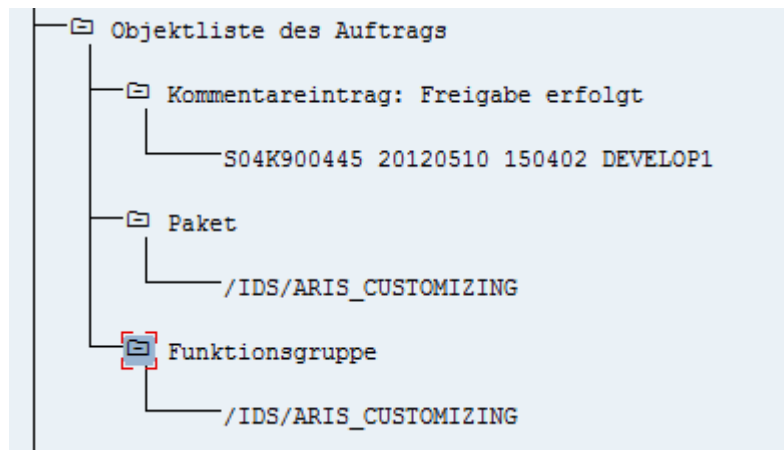 Objektliste des Auftrags
Kommentareintrag: Freigabe erfolgt
S04K900445 20120510 150402 DEVELOP1
Paket
/IDS/ARIS_CUSTOMIZING
Funktionsgruppe
/IDS/ARIS_CUSTOMIZING